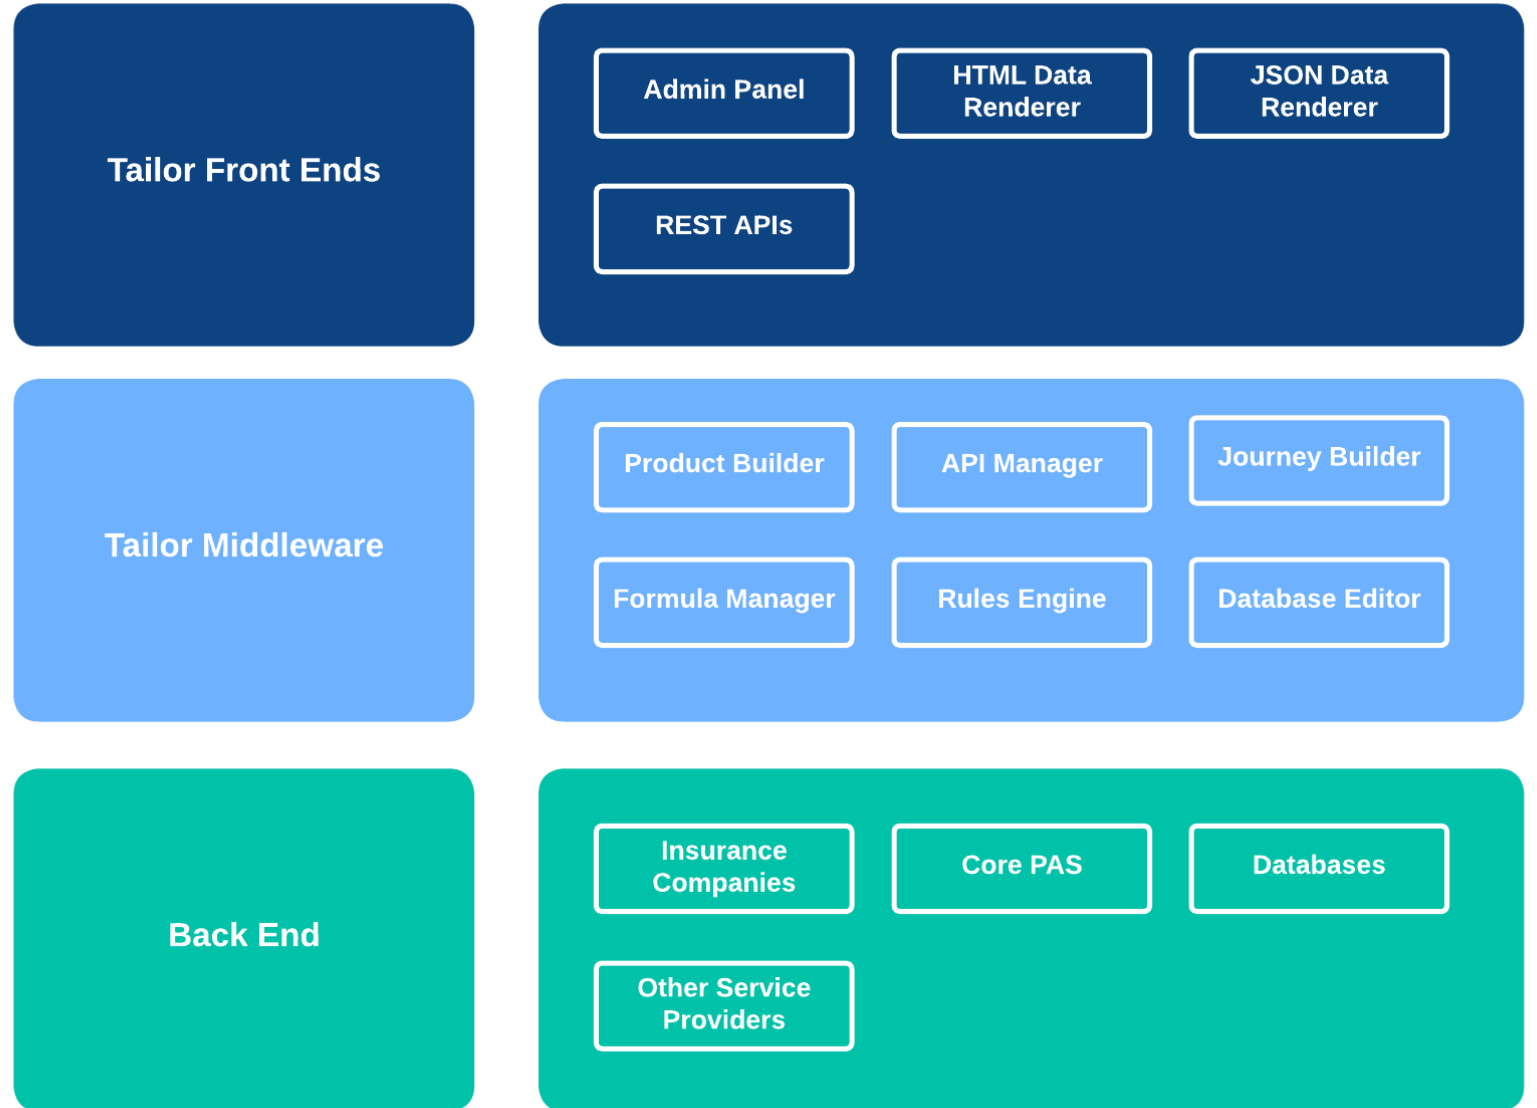 Tailor Front Ends
Admin Panel
HTML Data
Renderer
JSON Data
Renderer
REST APIs
Tailor Middleware
Product Builder
API Manager
Journey Builder
Formula Manager
Rules Engine
Database Editor
Back End
Insurance
Companies
Core PAS
Databases
Other Service
Providers